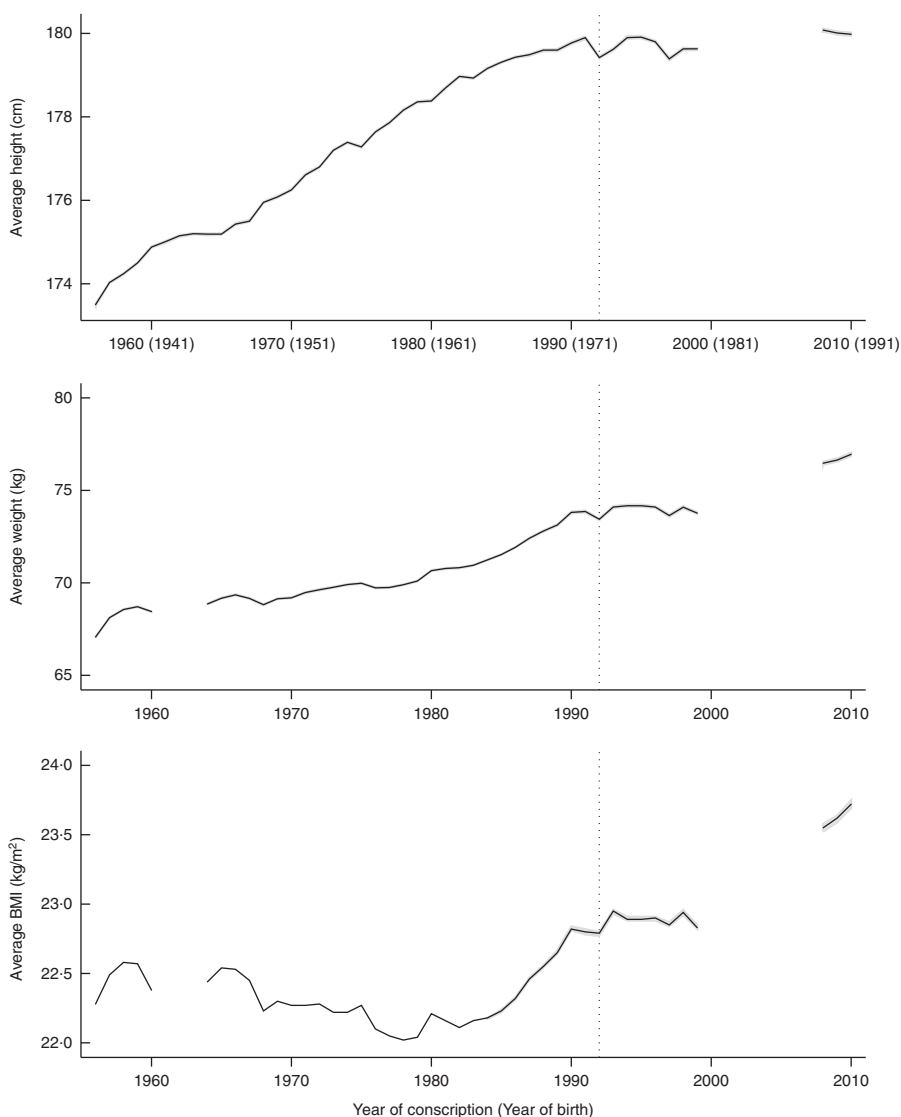 180
178
176
174
Average height (cm)
1960 (1941) 1970 (1951) 1980 (1961) 1990 (1971) 2000 (1981) 2010 (1991)
80
75
70
65
Average weight (kg)
1960 1970 1980 1990 2000 2010
24·0
23·5
23·0
22·5
22·0
Average BMI (kg/m²)
1960 1970 1980 1990 2000 2010
Year of conscription (Year of birth)